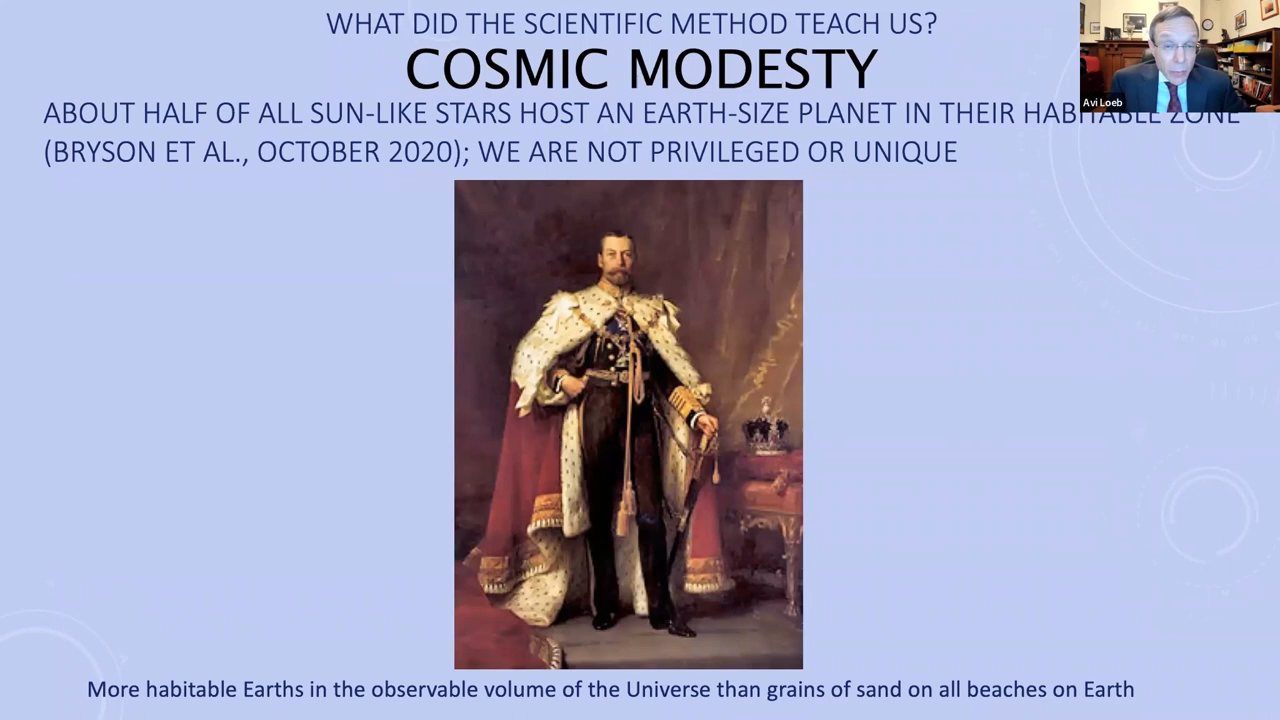 WHAT DID THE SCIENTIFIC METHOD TEACH US?
COSMIC MODESTY
ABOUT HALF OF ALL SUN-LIKE STARS HOST AN EARTH-SIZE PLANET IN THEIR HABITABLE ZONE
(BRYSON ET AL., OCTOBER 2020); WE ARE NOT PRIVILEGED OR UNIQUE
Avi Loeb
More habitable Earths in the observable volume of the Universe than grains of sand on all beaches on Earth